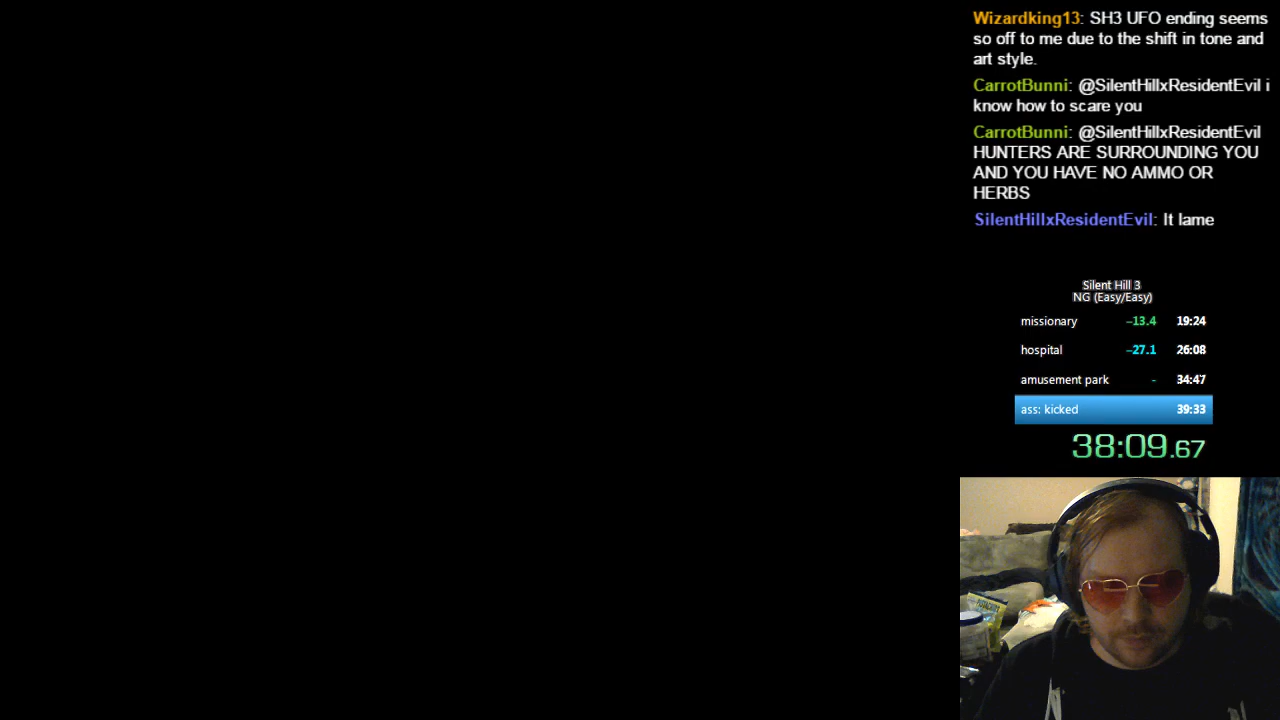 Wizardking13: SH3 UFO ending seems
so off to me due to the shift in tone and
art style.
CarrotBunni: @SilentHillxResidentEvil i
know how to scare you
CarrotBunni: @SilentHillxResidentEvil
HUNTERS ARE SURROUNDING YOU
AND YOU HAVE NO AMMO OR
HERBS
SilentHillxResidentEvil: It lame
Silent Hill 3
NG (Easy/Easy)
missionary −13.4 19:24
hospital −27.1 26:08
amusement park - 34:47
ass: kicked 39:33
38:09.67